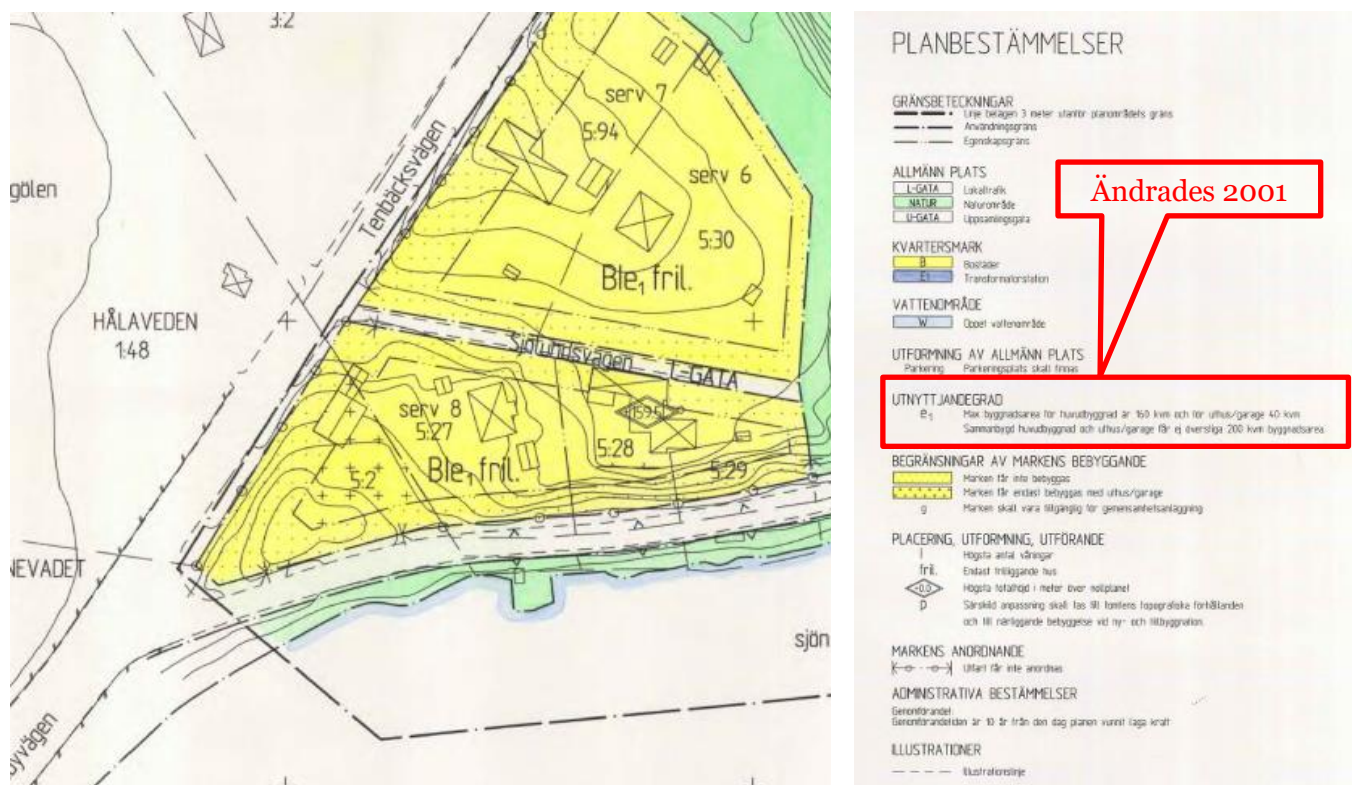 3:2
serv 7
5:94
Tenbäcksvägen
serv 6
gölen
5:30
Ble₁ fril.
HÅLAVEDEN
1:48
Sjölundsvägen L-GATA
serv 8
5:27
+159.5
5:28
5:2
Ble₁ fril.
5:29
NEVADET
sjön
byvägen
PLANBESTÄMMELSER
GRÄNSBETECKNINGAR
Linje belägen 3 meter utanför planområdets gräns
Användningsgräns
Egenskapsgräns
ALLMÄNN PLATS
L-GATA Lokaltrafik
NATUR Naturområde
U-GATA Uppsamlingsgata
Ändrades 2001
KVARTERSMARK
B Bostäder
E1 Transformatorstation
VATTENOMRÅDE
W Öppet vattenområde
UTFORMNING AV ALLMÄNN PLATS
Parkering Parkeringsplats skall finnas
UTNYTTJANDEGRAD
e₁ Max byggnadsarea för huvudbyggnad är 160 kvm och för uthus/garage 40 kvm
Sammanbygd huvudbyggnad och uthus/garage får ej översliga 200 kvm byggnadsarea.
BEGRÄNSNINGAR AV MARKENS BEBYGGANDE
Marken får inte bebyggas
Marken får endast bebyggas med uthus/garage
g Marken skall vara tillgänglig för gemensamhetsanläggning
PLACERING, UTFORMNING, UTFÖRANDE
I Högsta antal våningar
fril. Endast friliggande hus
+0.0 Högsta totalhöjd i meter över nollplanet
p Särskild anpassning skall tas till tomtens topografiska förhållanden
och till närliggande bebyggelse vid ny- och tillbyggnation.
MARKENS ANORDNANDE
Utfart får inte anordnas
ADMINISTRATIVA BESTÄMMELSER
Genomförandet:
Genomförandetiden är 10 år från den dag planen vunnit laga kraft
ILLUSTRATIONER
Illustrationslinje